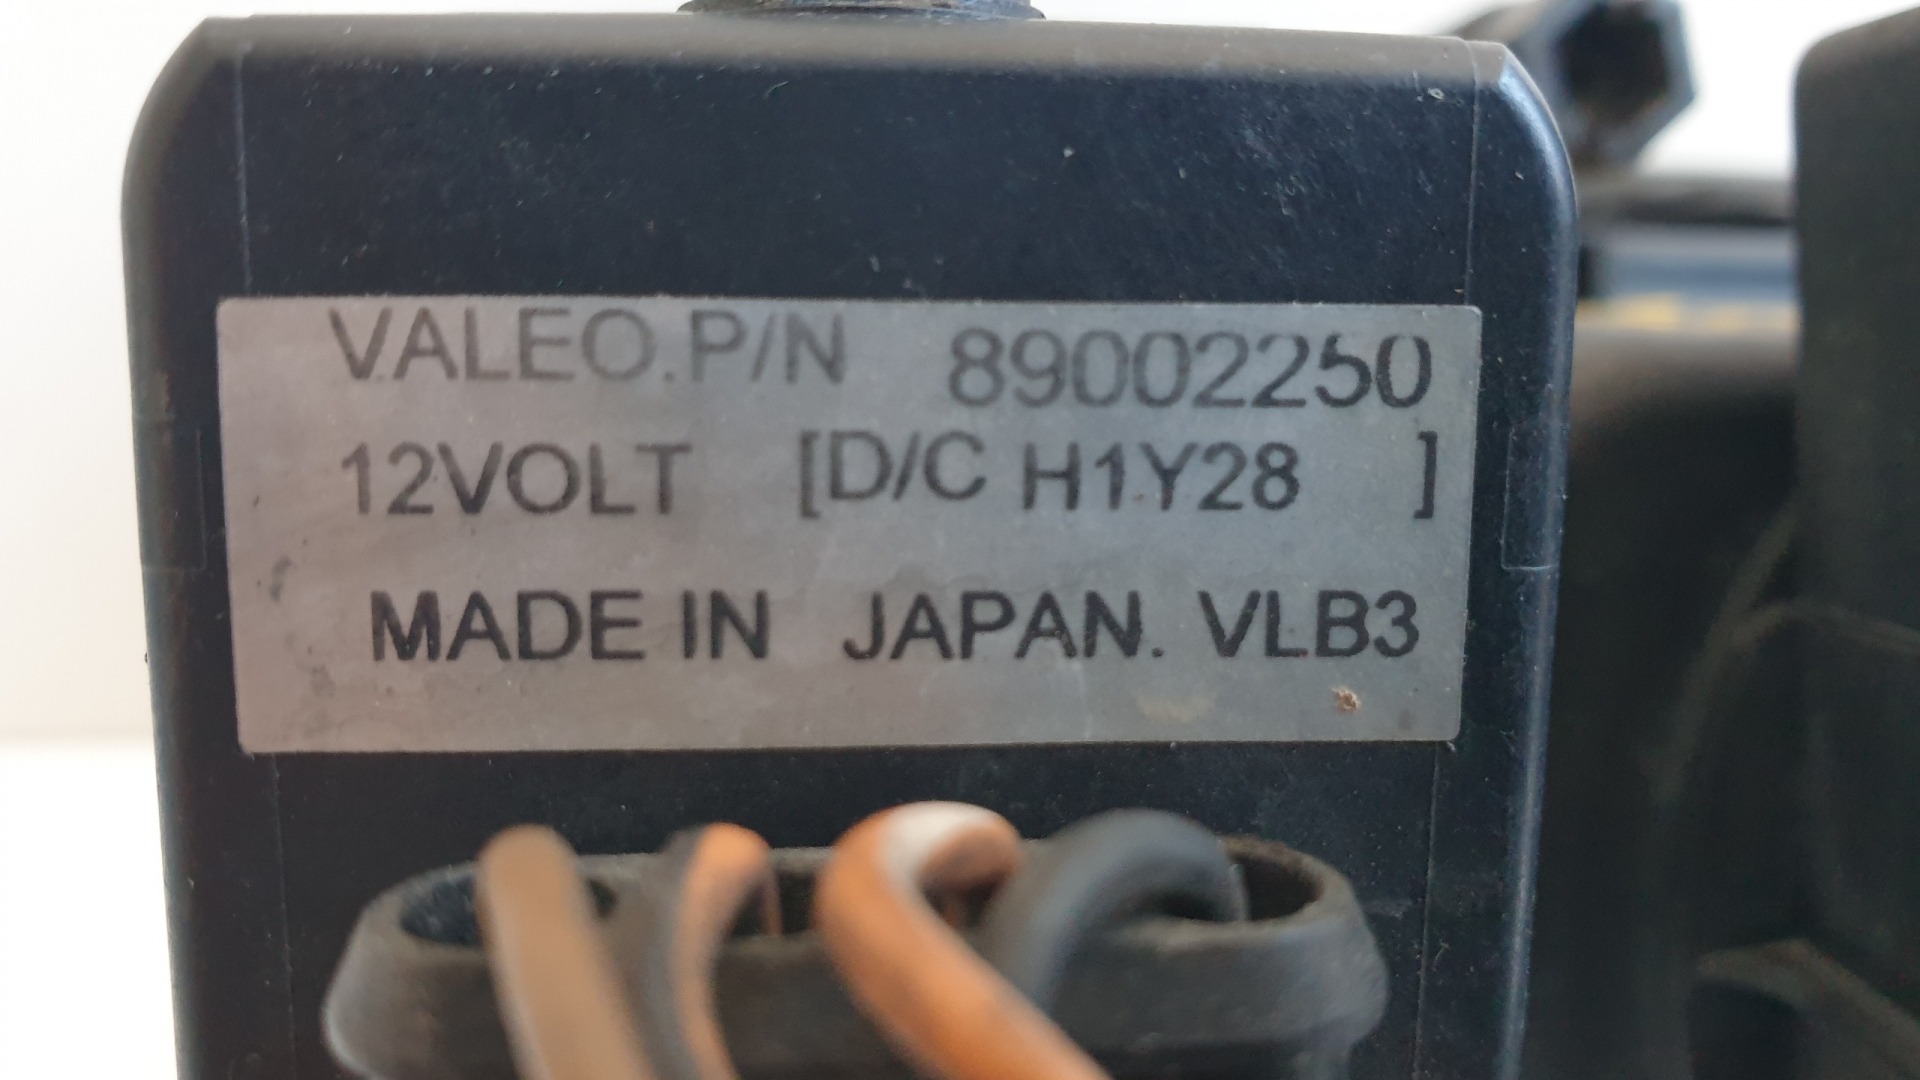 VALEO.P/N 89002250
12VOLT [D/C H1Y28 ]
MADE IN JAPAN. VLB3